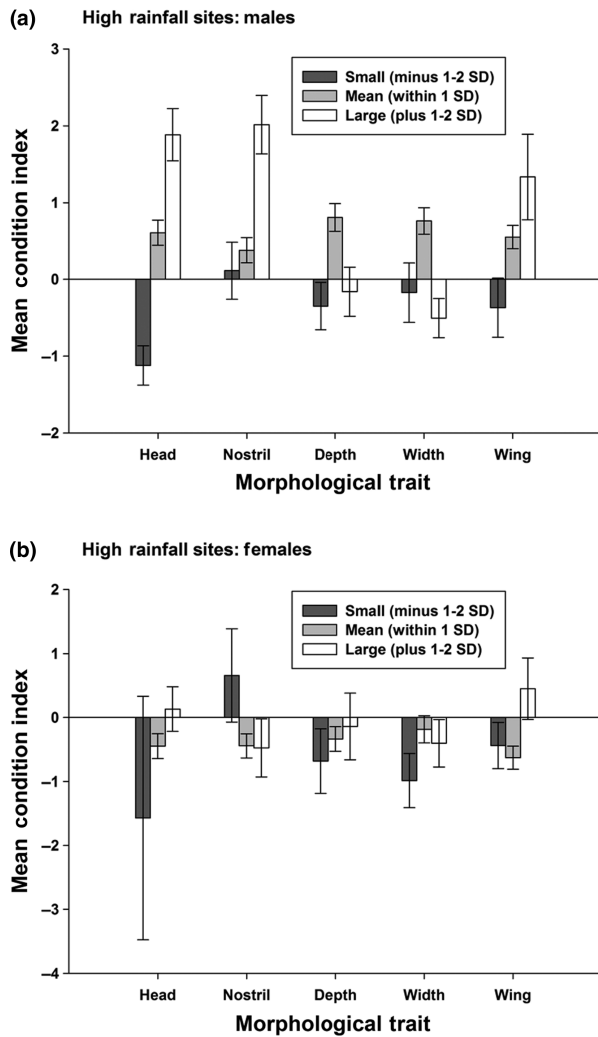 (a) High rainfall sites: males
3
2
1
0
–1
–2
Mean condition index
Small (minus 1-2 SD)
Mean (within 1 SD)
Large (plus 1-2 SD)
Head Nostril Depth Width Wing
Morphological trait
(b) High rainfall sites: females
2
1
0
–1
–2
–3
–4
Mean condition index
Small (minus 1-2 SD)
Mean (within 1 SD)
Large (plus 1-2 SD)
Head Nostril Depth Width Wing
Morphological trait